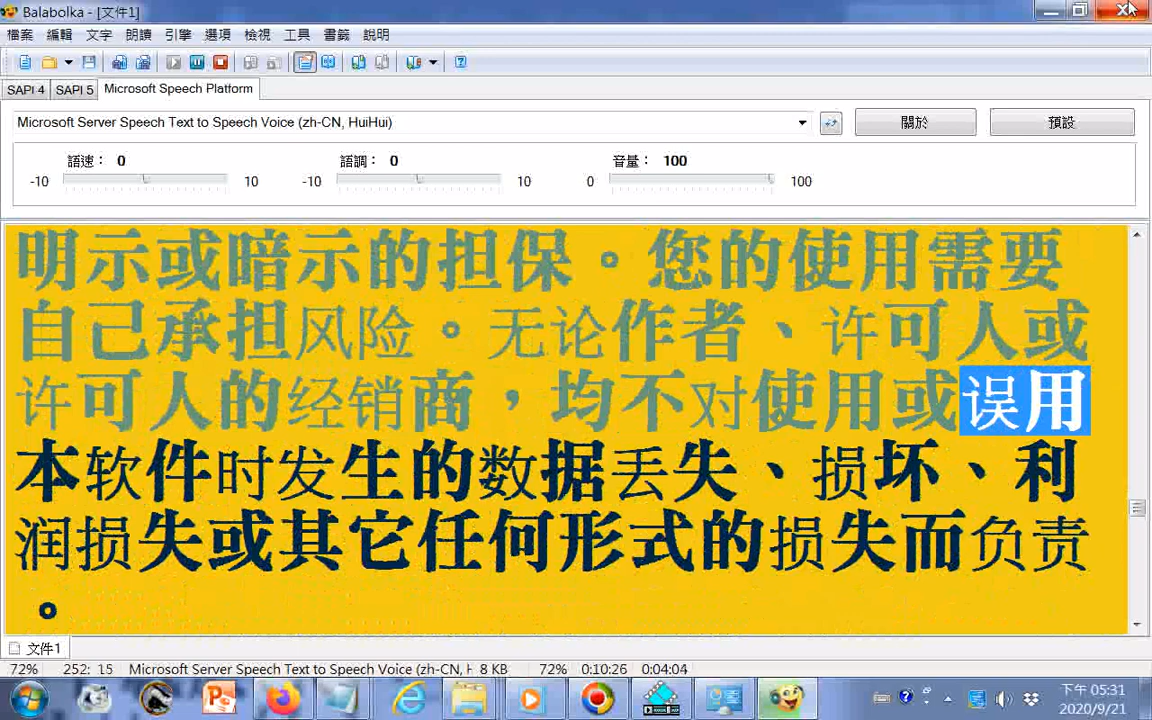 Balabolka - [文件1]
檔案 編輯 文字 朗讀 引擎 選項 檢視 工具 書籤 說明
SAPI 4 SAPI 5 Microsoft Speech Platform
Microsoft Server Speech Text to Speech Voice (zh-CN, HuiHui) 關於 預設
語速： 0 語調： 0 音量： 100
-10 10 -10 10 0 100
明示或暗示的担保。您的使用需要
自己承担风险。无论作者、许可人或
许可人的经销商，均不对使用或误用
本软件时发生的数据丢失、损坏、利
润损失或其它任何形式的损失而负责
。
文件1
72% 252: 15 Microsoft Server Speech Text to Speech Voice (zh-CN, H 8 KB 72% 0:10:26 0:04:04
下午 05:31
2020/9/21